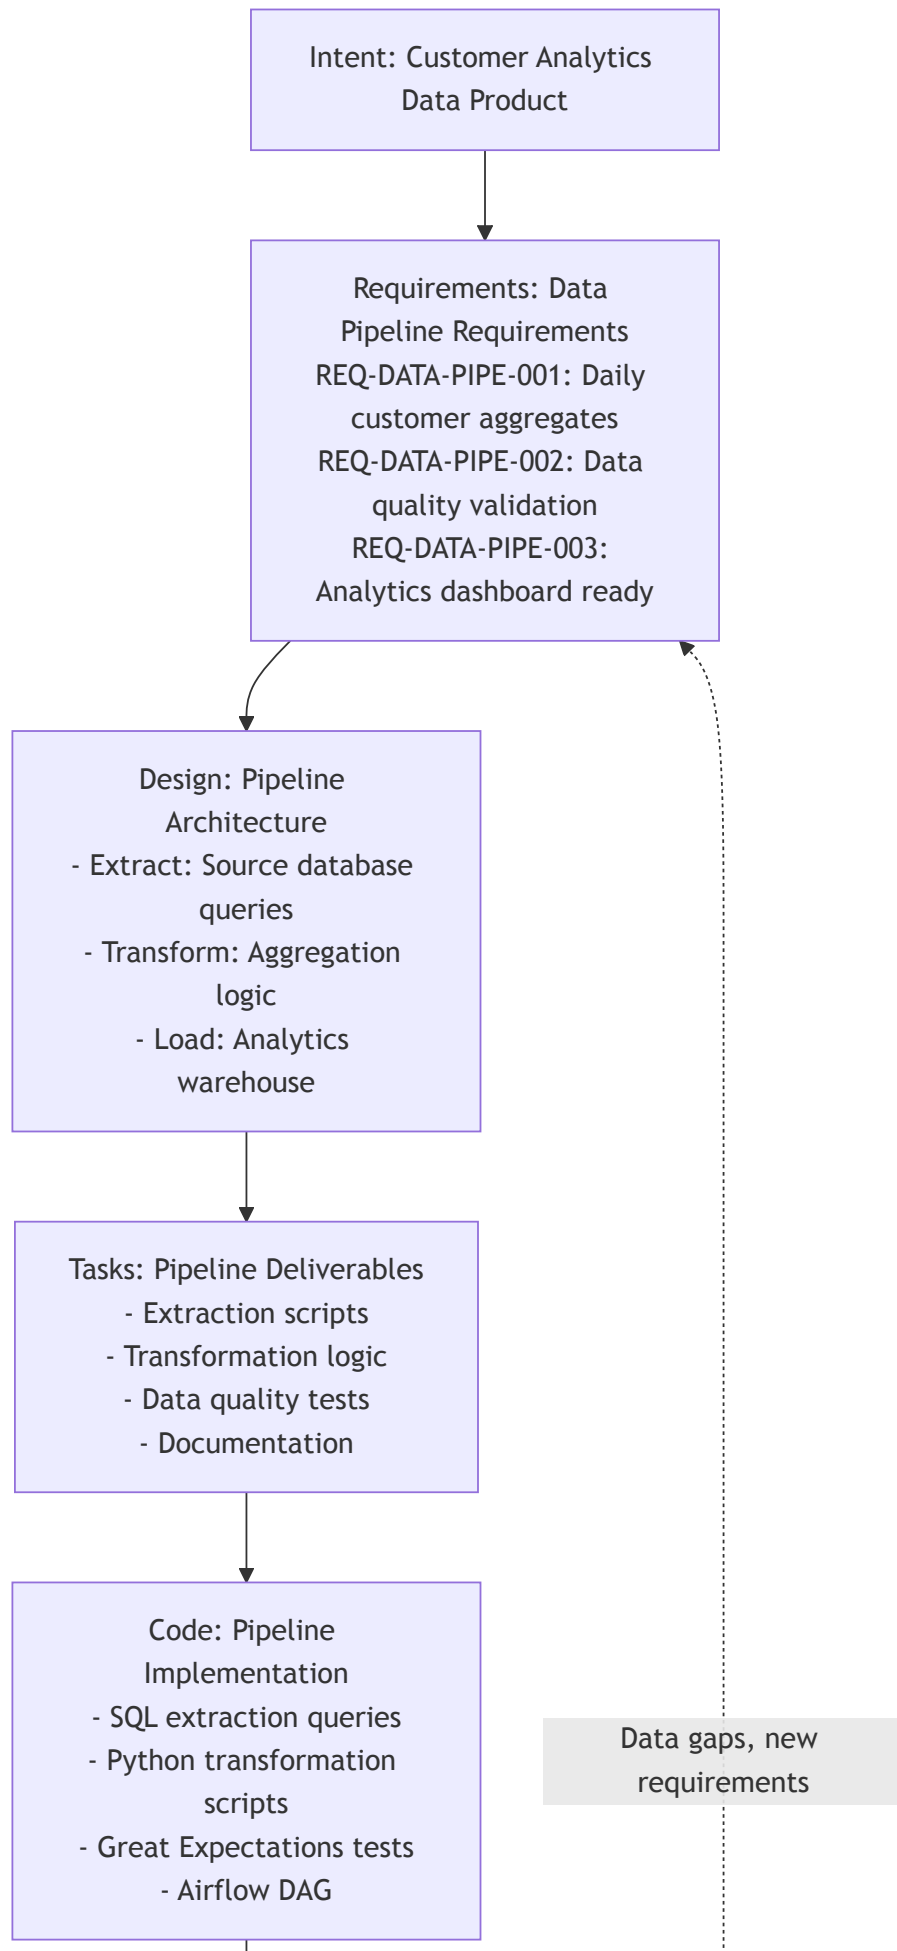 Intent: Customer Analytics
Data Product
Requirements: Data
Pipeline Requirements
REQ-DATA-PIPE-001: Daily
customer aggregates
REQ-DATA-PIPE-002: Data
quality validation
REQ-DATA-PIPE-003:
Analytics dashboard ready
Design: Pipeline
Architecture
- Extract: Source database
queries
- Transform: Aggregation
logic
- Load: Analytics
warehouse
Tasks: Pipeline Deliverables
- Extraction scripts
- Transformation logic
- Data quality tests
- Documentation
Code: Pipeline
Implementation
- SQL extraction queries
- Python transformation
scripts
- Great Expectations tests
- Airflow DAG
Data gaps, new
requirements